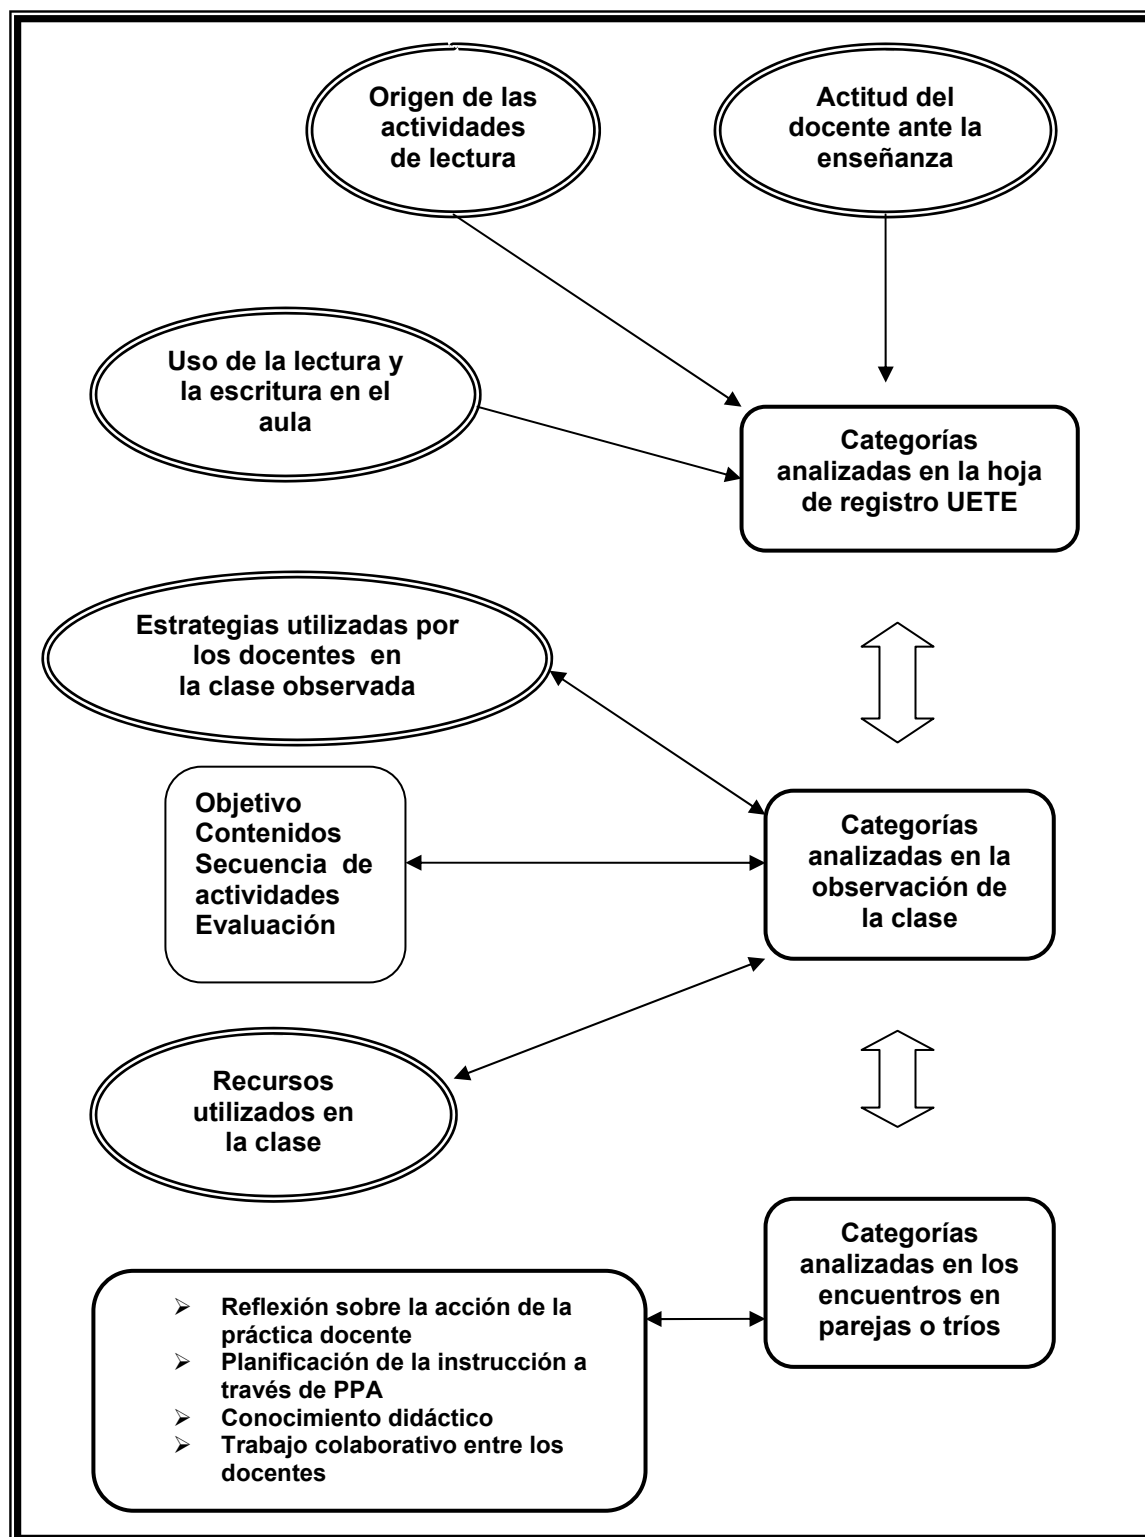 Origen de las
actividades
de lectura
Actitud del
docente ante la
enseñanza
Uso de la lectura y
la escritura en el
aula
Categorías
analizadas en la hoja
de registro UETE
Estrategias utilizadas por
los docentes en
la clase observada
Objetivo
Contenidos
Secuencia de
actividades
Evaluación
Categorías
analizadas en la
observación de
la clase
Recursos
utilizados en
la clase
Categorías
analizadas en los
encuentros en
parejas o tríos
➢ Reflexión sobre la acción de la
práctica docente
➢ Planificación de la instrucción a
través de PPA
➢ Conocimiento didáctico
➢ Trabajo colaborativo entre los
docentes